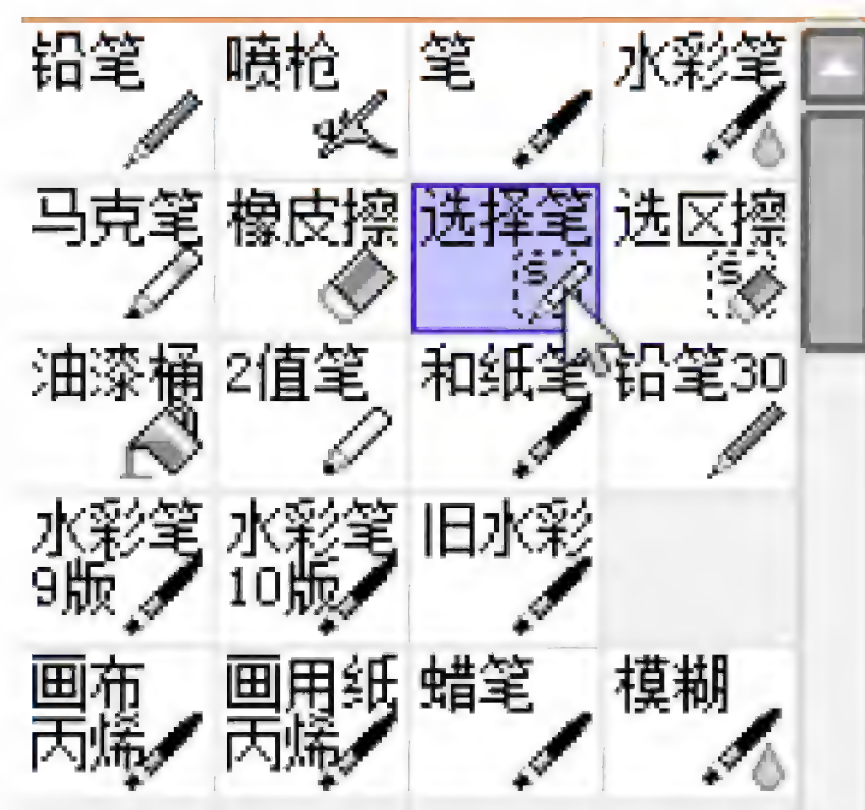 铅笔 喷枪 笔 水彩笔
马克笔 橡皮擦 选择笔 选区擦
油漆桶 2值笔 和纸笔 铅笔30
水彩笔 水彩笔 旧水彩
9版 10版
画布 画用纸 蜡笔 模糊
丙烯 丙烯